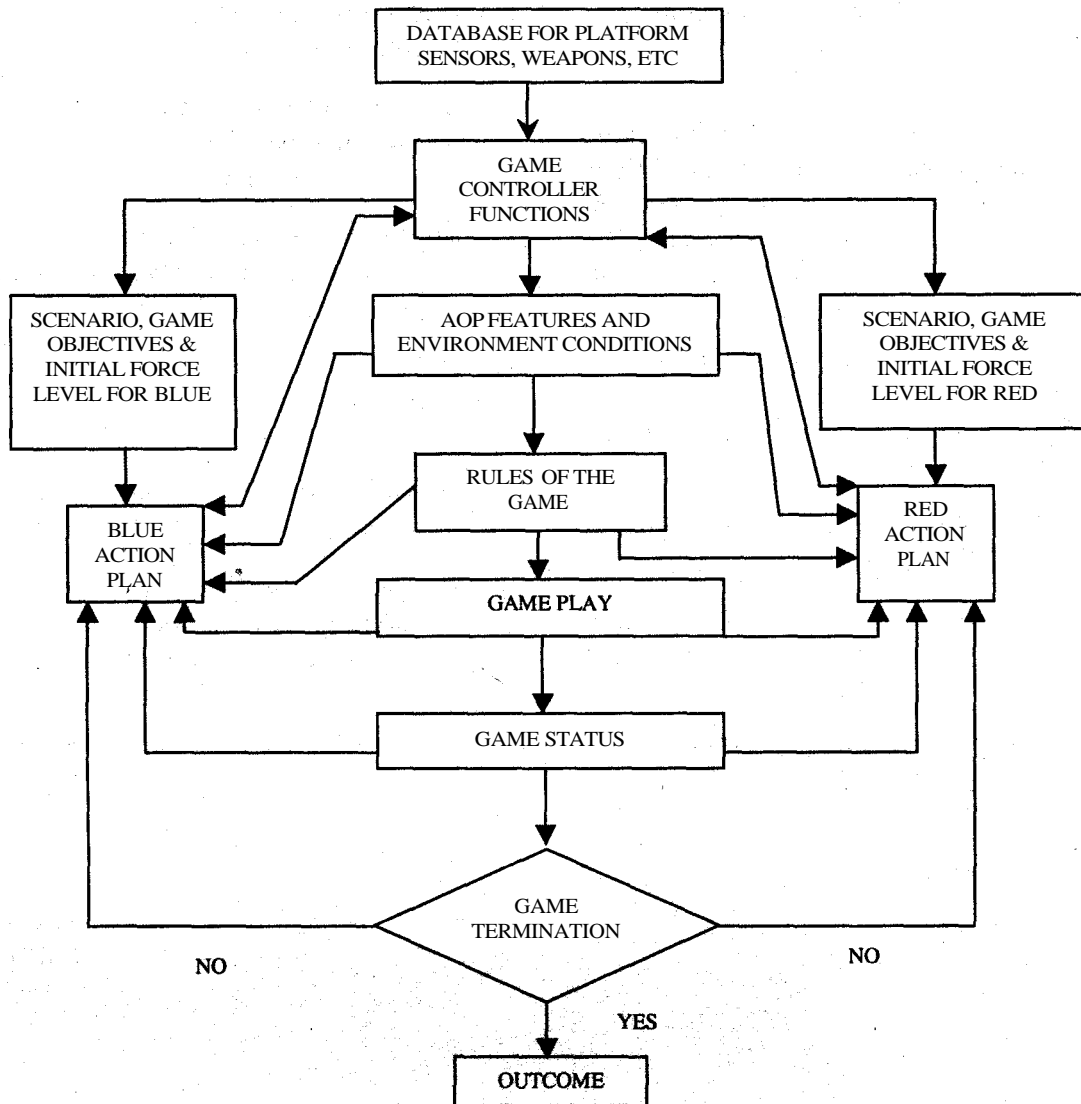 DATABASE FOR PLATFORM
SENSORS, WEAPONS, ETC
GAME
CONTROLLER
FUNCTIONS
SCENARIO, GAME
OBJECTIVES &
INITIAL FORCE
LEVEL FOR BLUE
AOP FEATURES AND
ENVIRONMENT CONDITIONS
SCENARIO, GAME
OBJECTIVES &
INITIAL FORCE
LEVEL FOR RED
RULES OF THE
GAME
BLUE
ACTION
PLAN
RED
ACTION
PLAN
GAME PLAY
GAME STATUS
GAME
TERMINATION
NO
NO
YES
OUTCOME